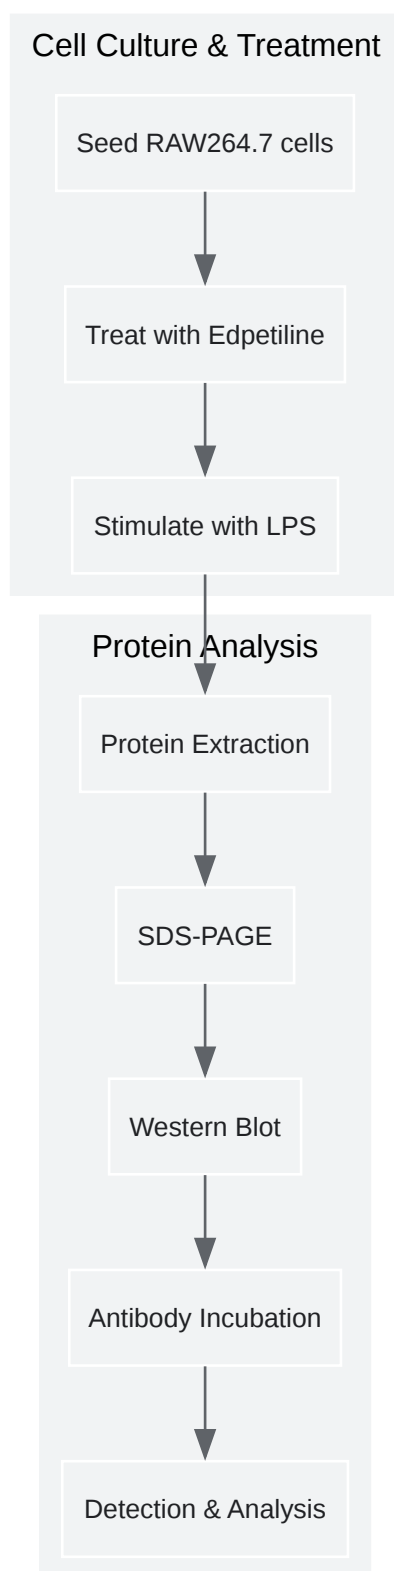 Cell Culture & Treatment
Seed RAW264.7 cells
Treat with Edpetiline
Stimulate with LPS
Protein Analysis
Protein Extraction
SDS-PAGE
Western Blot
Antibody Incubation
Detection & Analysis